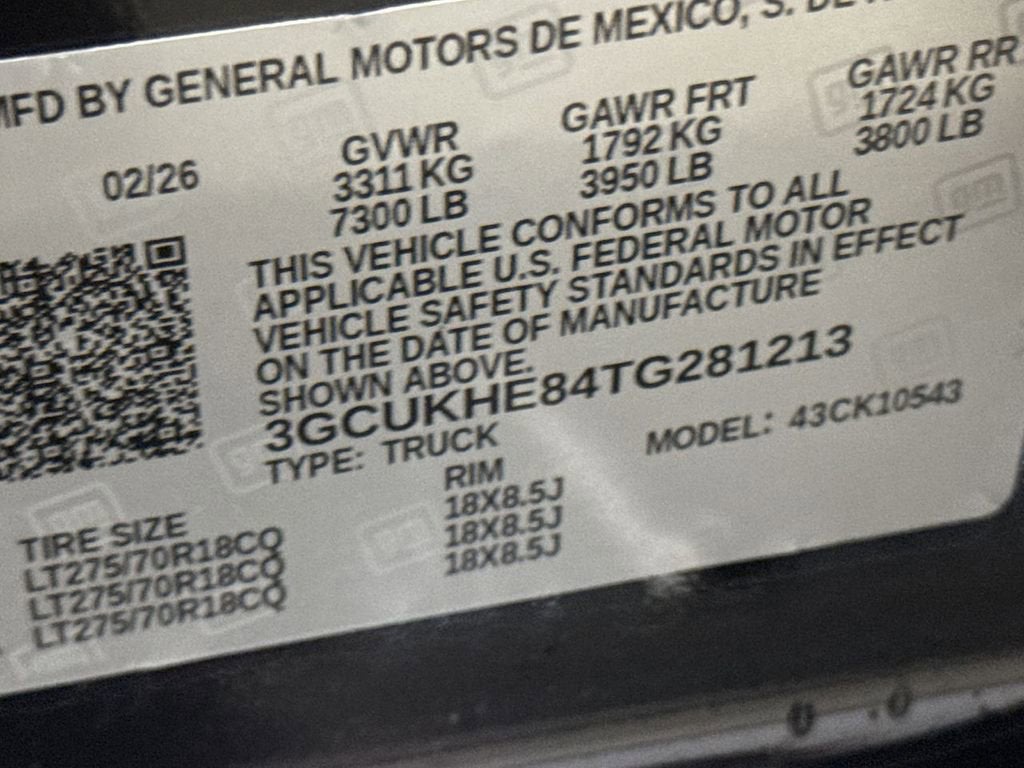 MFD BY GENERAL MOTORS DE MEXICO, S. DE
02/26
GVWR
3311 KG
7300 LB
GAWR FRT
1792 KG
3950 LB
GAWR RR
1724 KG
3800 LB
THIS VEHICLE CONFORMS TO ALL
APPLICABLE U.S. FEDERAL MOTOR
VEHICLE SAFETY STANDARDS IN EFFECT
ON THE DATE OF MANUFACTURE
SHOWN ABOVE.
3GCUKHE84TG281213
TYPE: TRUCK
MODEL: 43CK10543
TIRE SIZE
LT275/70R18CQ
LT275/70R18CQ
LT275/70R18CQ
RIM
18X8.5J
18X8.5J
18X8.5J